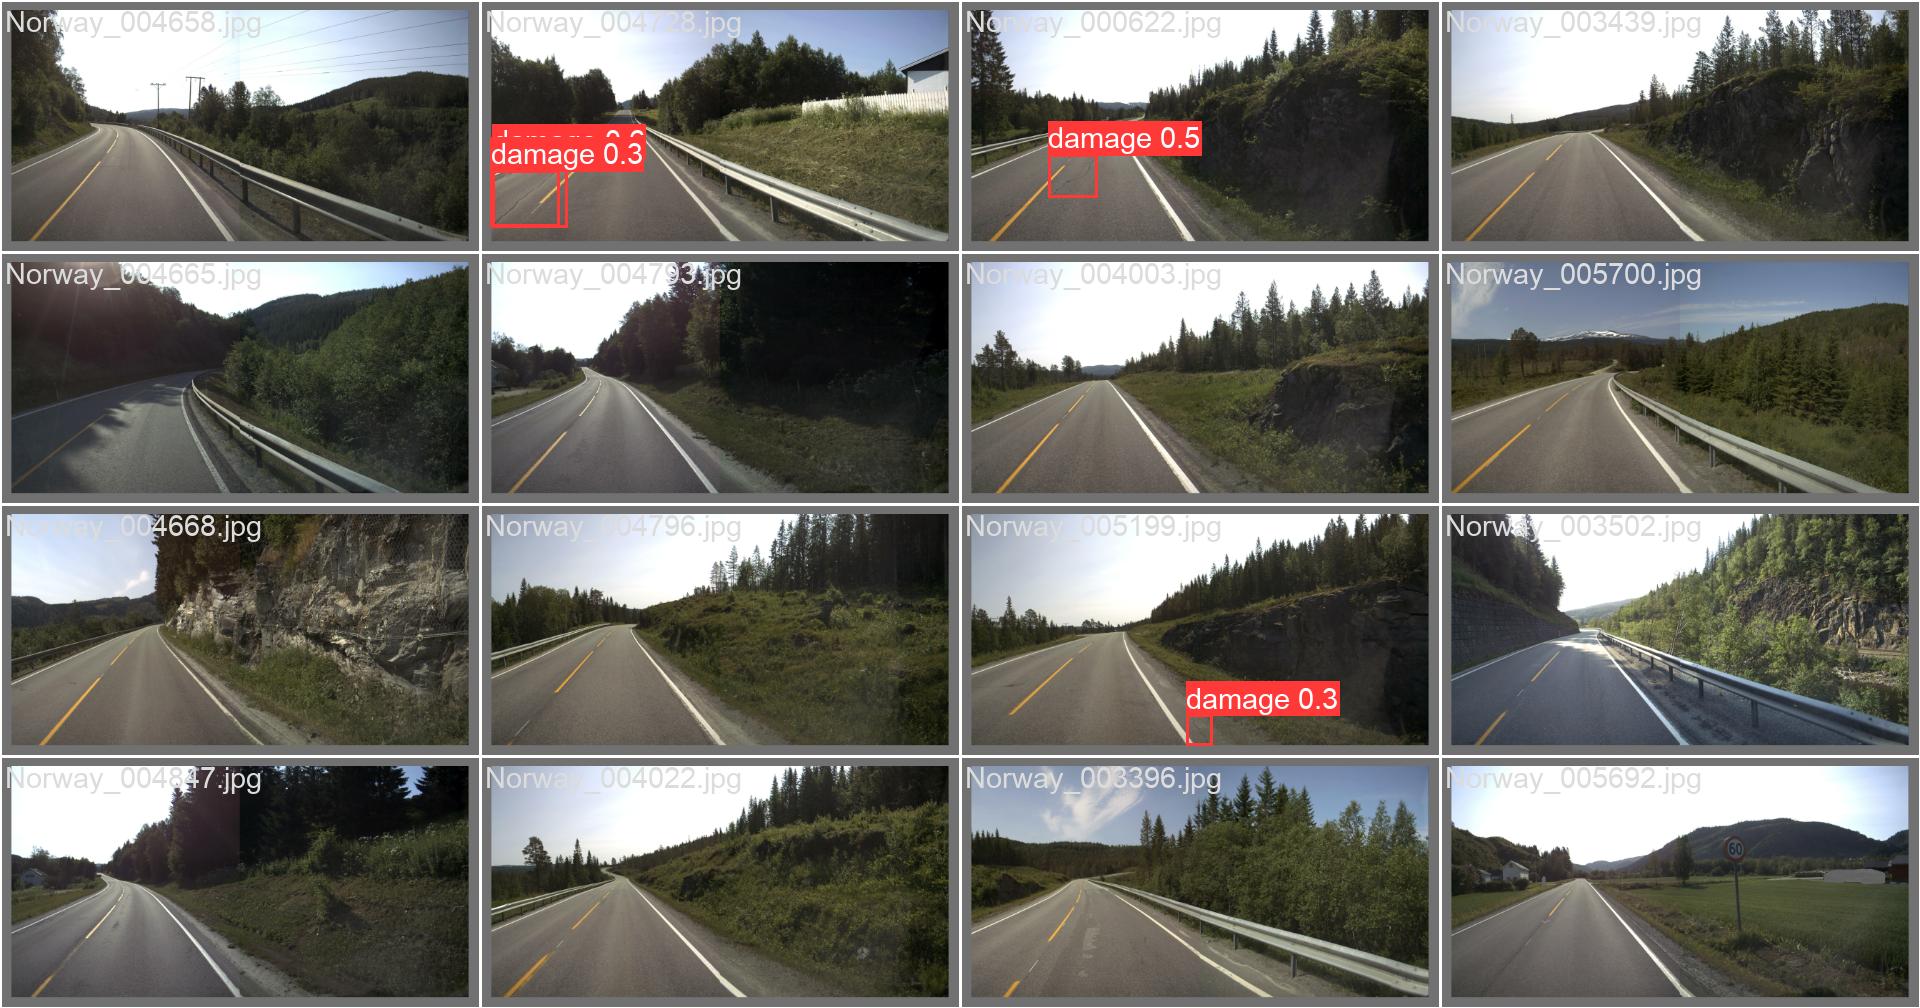 Norway_004658.jpg
Norway_004728.jpg
Norway_000622.jpg
Norway_003439.jpg
damage 0.3
damage 0.5
Norway_004665.jpg
Norway_004793.jpg
Norway_004003.jpg
Norway_005700.jpg
Norway_004668.jpg
Norway_004796.jpg
Norway_005199.jpg
Norway_003502.jpg
damage 0.3
Norway_004847.jpg
Norway_004022.jpg
Norway_003396.jpg
Norway_005692.jpg
60